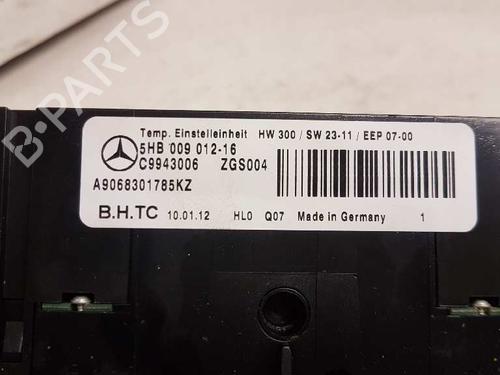 Temp. Einstelleinheit HW 300 / SW 23-11 / EEP 07-00
5HB 009 012-16
C9943006 ZGS004
A9068301785KZ
B.H.TC 10.01.12 HL0 Q07 Made in Germany 1
B-PARTS